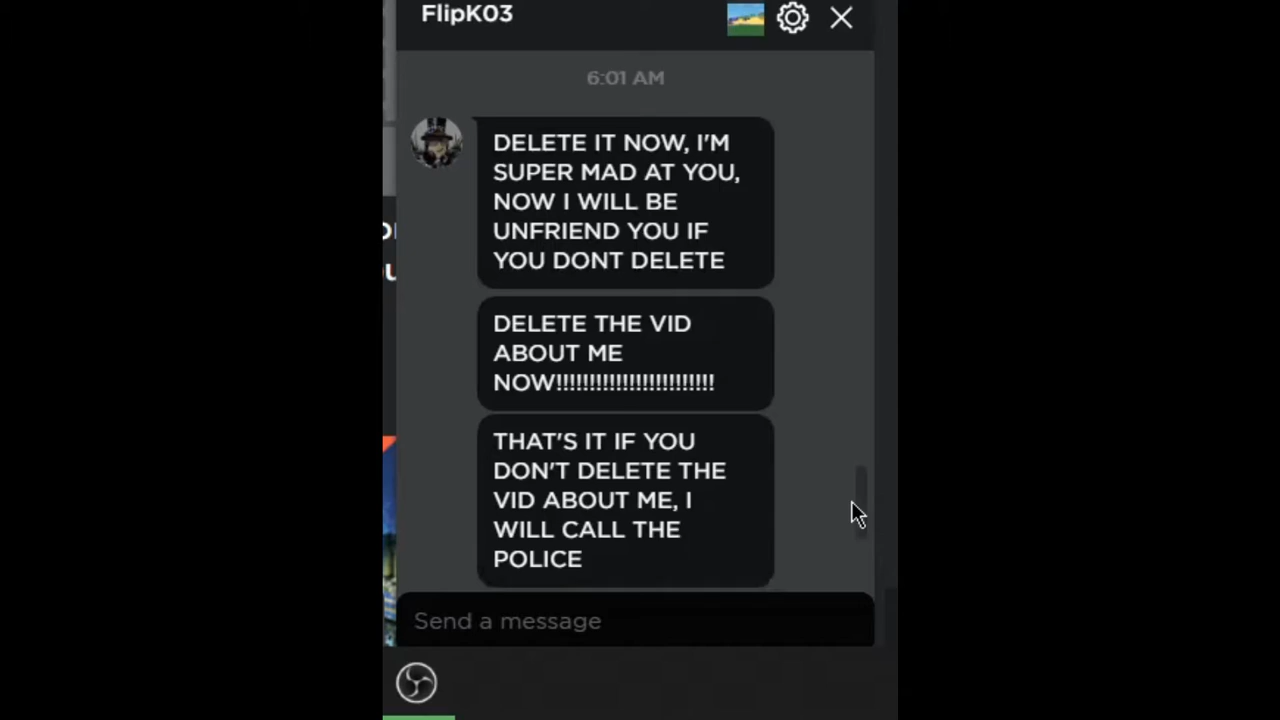 FlipK03
6:01 AM
DELETE IT NOW, I'M
SUPER MAD AT YOU,
NOW I WILL BE
UNFRIEND YOU IF
YOU DONT DELETE
DELETE THE VID
ABOUT ME
NOW!!!!!!!!!!!!!!!!!!!!!!!!
THAT'S IT IF YOU
DON'T DELETE THE
VID ABOUT ME, I
WILL CALL THE
POLICE
Send a message